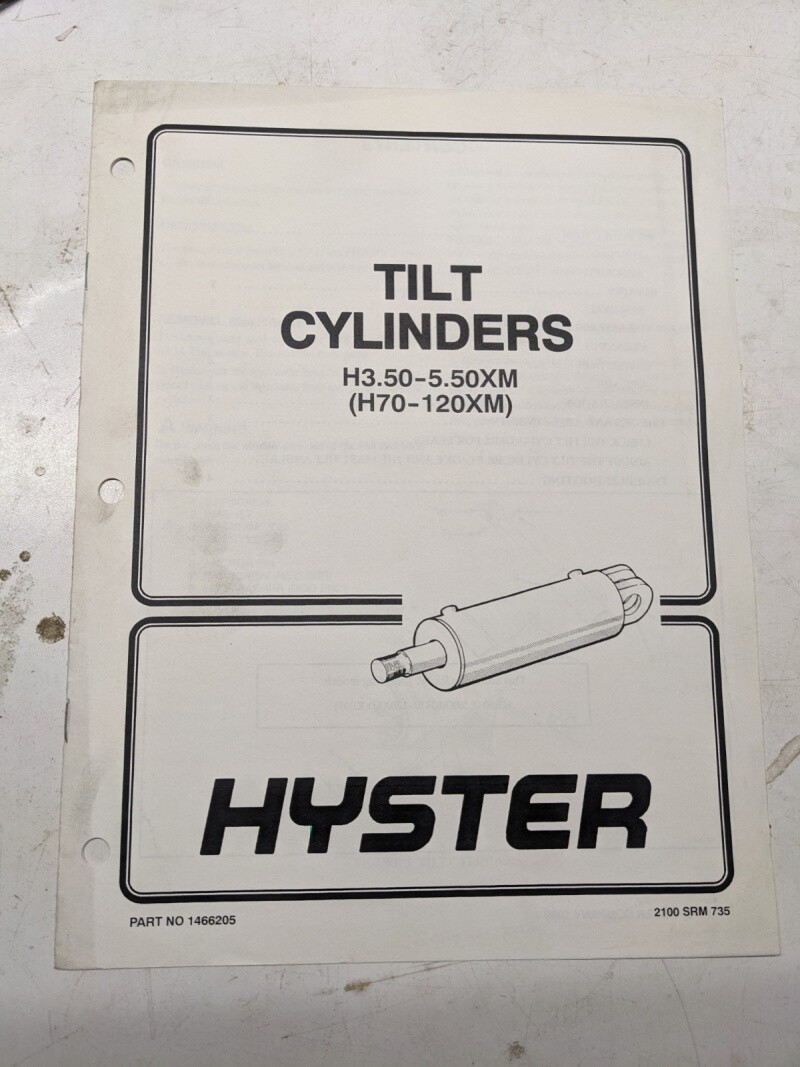 TILT
CYLINDERS
H3.50-5.50XM
(H70-120XM)
HYSTER
PART NO 1466205
2100 SRM 735